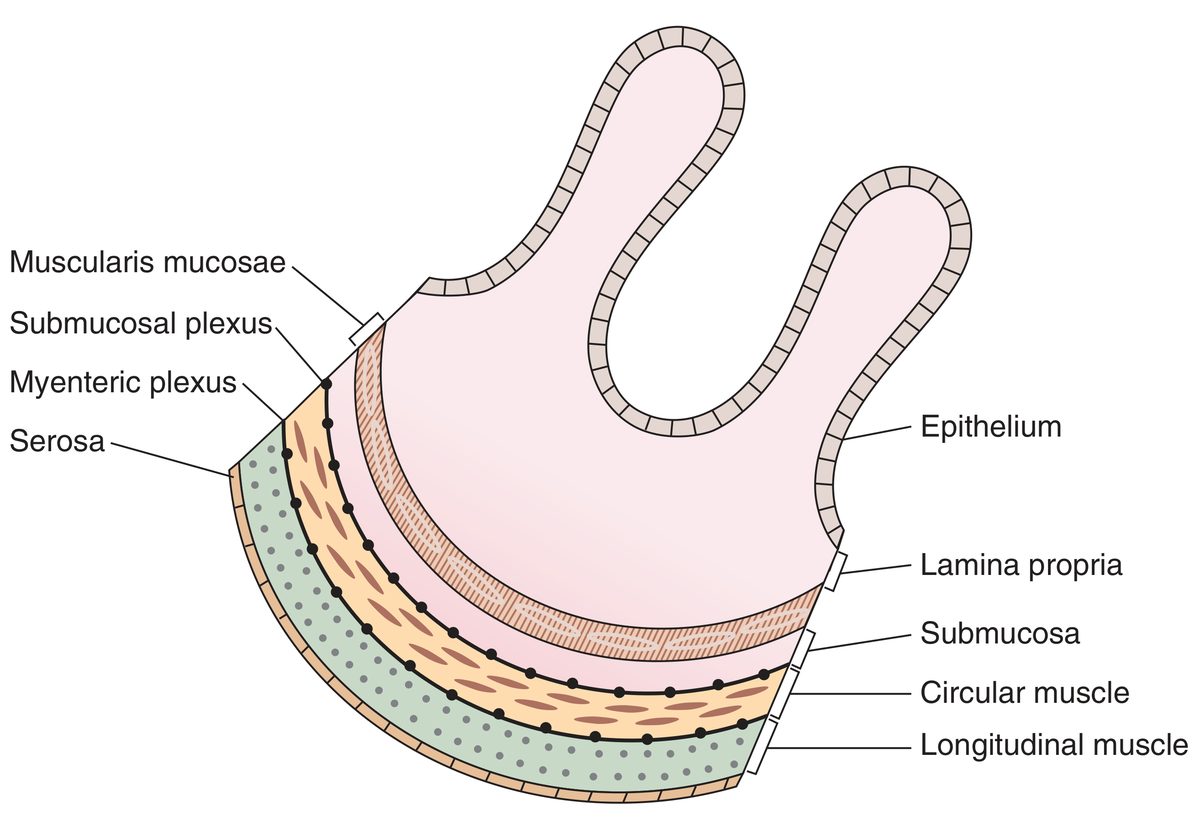 Muscularis mucosae
Submucosal plexus
Myenteric plexus
Serosa
Epithelium
Lamina propria
Submucosa
Circular muscle
Longitudinal muscle